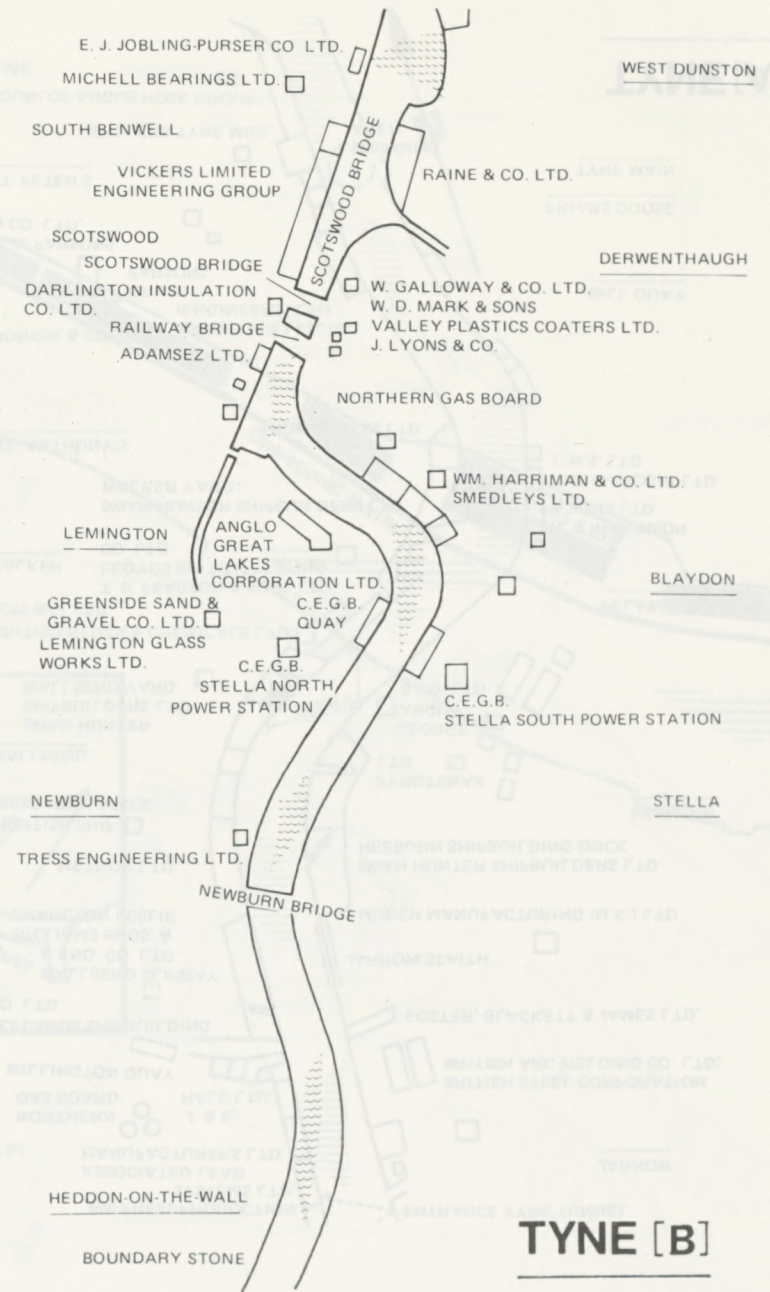 E. J. JOBLING-PURSER CO LTD.
WEST DUNSTON
MICHELL BEARINGS LTD.
SOUTH BENWELL
VICKERS LIMITED
ENGINEERING GROUP
SCOTSWOOD BRIDGE
RAINE & CO. LTD.
SCOTSWOOD
SCOTSWOOD BRIDGE
DERWENTHAUGH
DARLINGTON INSULATION
CO. LTD.
W. GALLOWAY & CO. LTD.
W. D. MARK & SONS
RAILWAY BRIDGE
VALLEY PLASTICS COATERS LTD.
ADAMSEZ LTD.
J. LYONS & CO.
NORTHERN GAS BOARD
WM. HARRIMAN & CO. LTD.
SMEDLEYS LTD.
LEMINGTON
ANGLO
GREAT
LAKES
CORPORATION LTD.
BLAYDON
GREENSIDE SAND &
GRAVEL CO. LTD.
LEMINGTON GLASS
WORKS LTD.
C.E.G.B.
QUAY
C.E.G.B.
STELLA NORTH
POWER STATION
C.E.G.B.
STELLA SOUTH POWER STATION
NEWBURN
STELLA
TRESS ENGINEERING LTD.
NEWBURN BRIDGE
HEDDON-ON-THE-WALL
BOUNDARY STONE
TYNE [B]